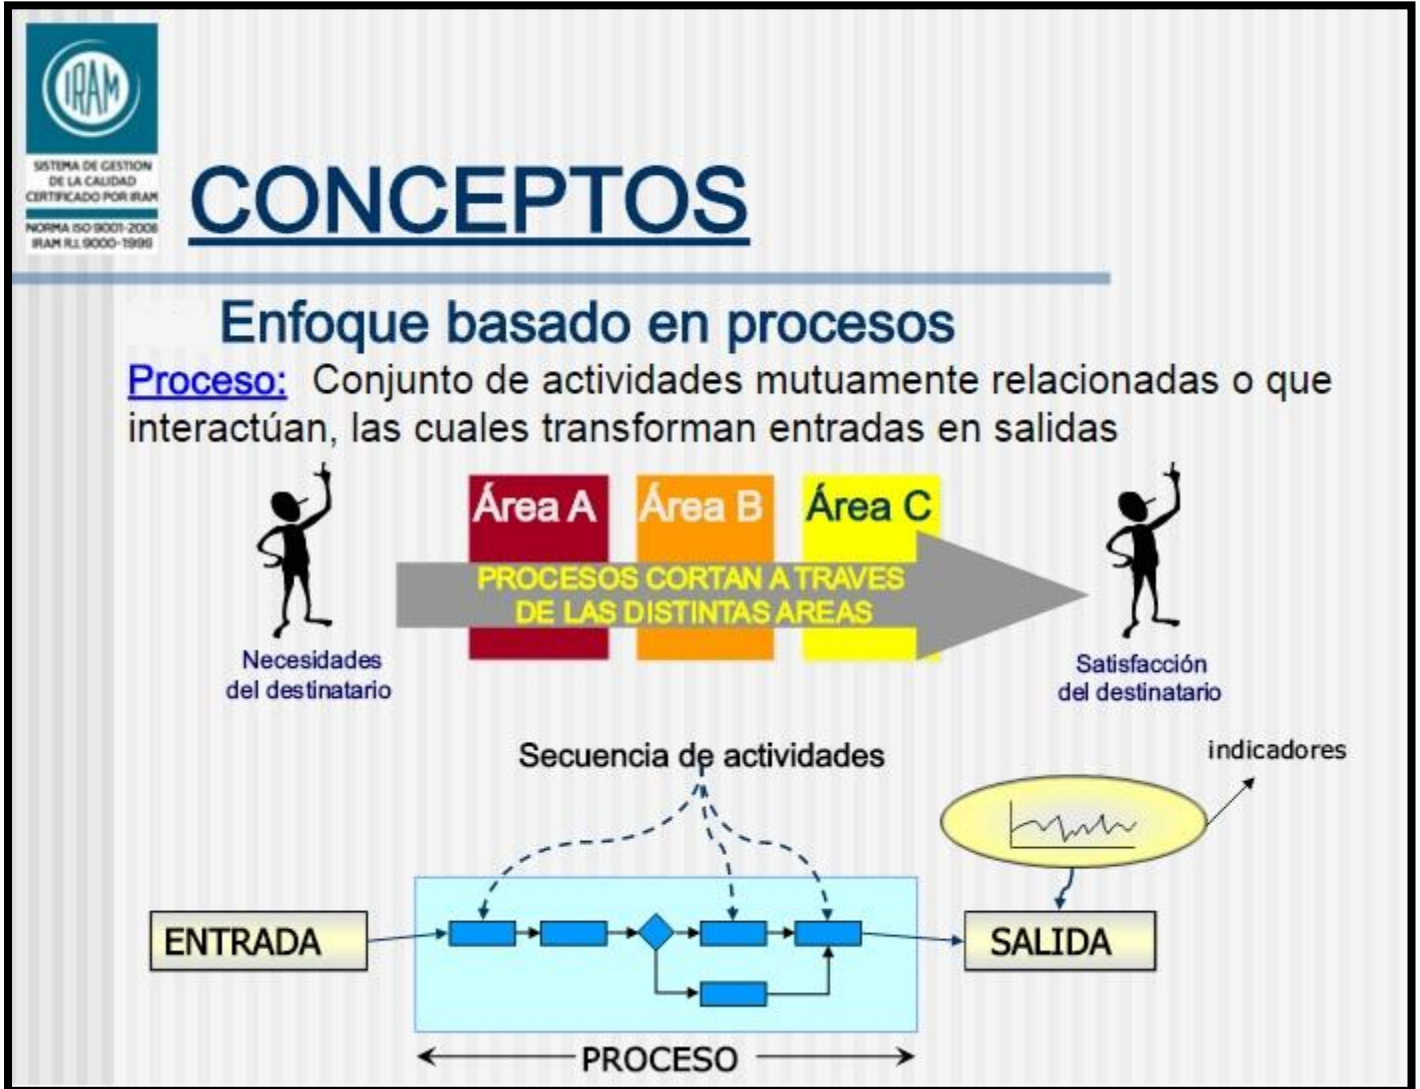 IRAM
SISTEMA DE GESTION
DE LA CALIDAD
CERTIFICADO POR IRAM
NORMA ISO 9001-2008
IRAM R.I. 9000-1999
CONCEPTOS
Enfoque basado en procesos
Proceso: Conjunto de actividades mutuamente relacionadas o que
interactúan, las cuales transforman entradas en salidas
Área A
Área B
Área C
PROCESOS CORTAN A TRAVES
DE LAS DISTINTAS AREAS
Necesidades
del destinatario
Satisfacción
del destinatario
Secuencia de actividades
indicadores
ENTRADA
SALIDA
PROCESO